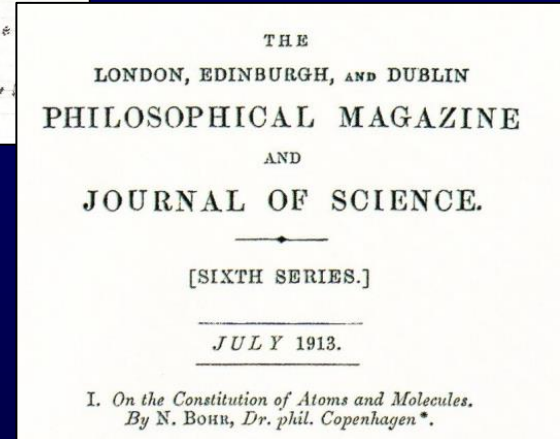 THE
LONDON, EDINBURGH, AND DUBLIN
PHILOSOPHICAL MAGAZINE
AND
JOURNAL OF SCIENCE.
[SIXTH SERIES.]
JULY 1913.
I. On the Constitution of Atoms and Molecules.
By N. BOHR, Dr. phil. Copenhagen*.